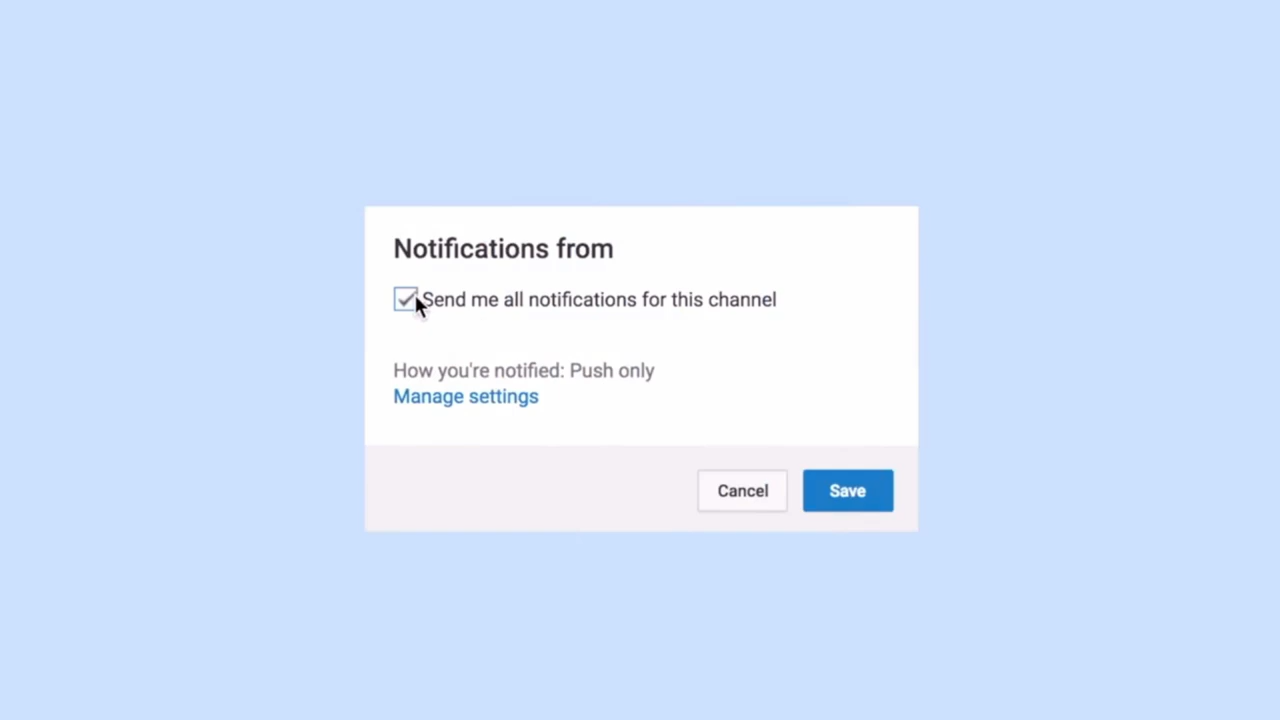 Notifications from
Send me all notifications for this channel
How you're notified: Push only
Manage settings
Cancel
Save